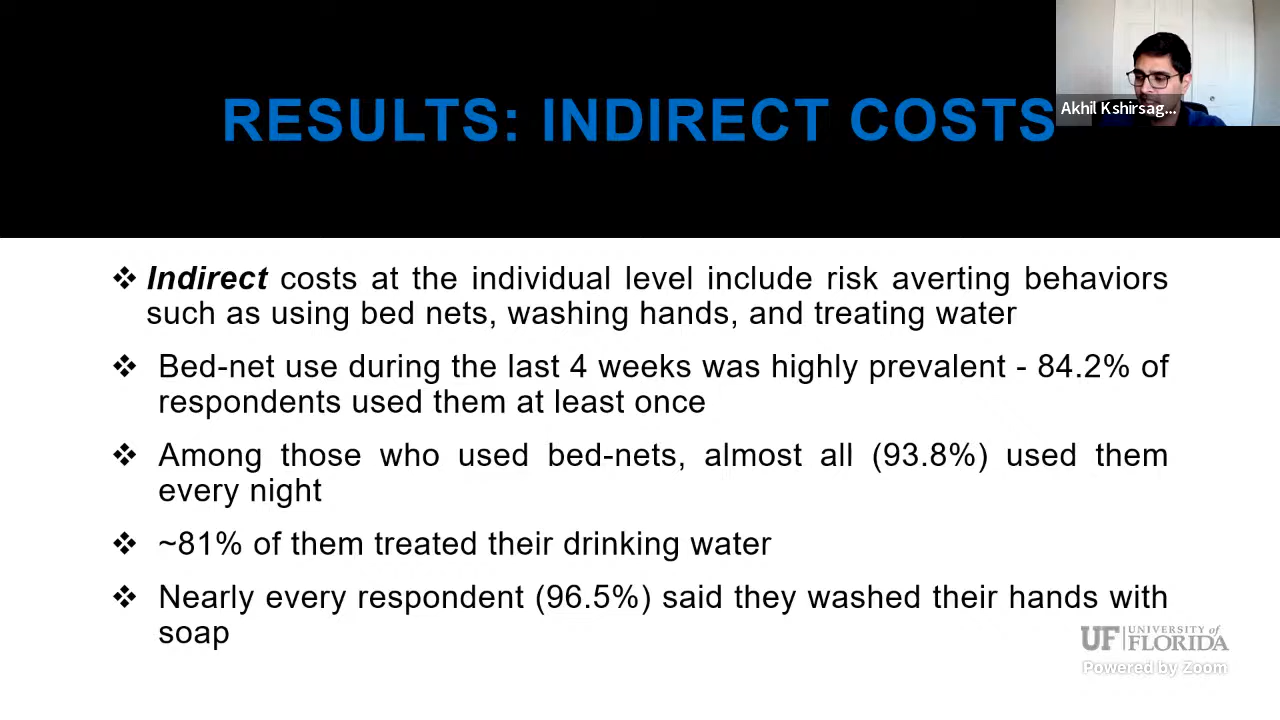 RESULTS: INDIRECT COSTS
Akhil Kshirsag...
❖ Indirect costs at the individual level include risk averting behaviors
such as using bed nets, washing hands, and treating water
❖ Bed-net use during the last 4 weeks was highly prevalent - 84.2% of
respondents used them at least once
❖ Among those who used bed-nets, almost all (93.8%) used them
every night
❖ ~81% of them treated their drinking water
❖ Nearly every respondent (96.5%) said they washed their hands with
soap
UF UNIVERSITY of
FLORIDA
Powered by Zoom